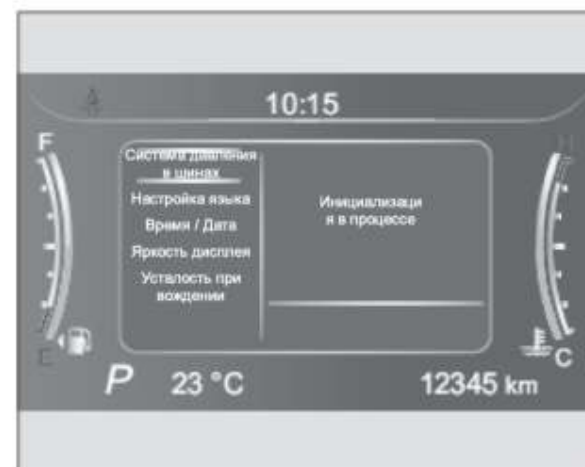 10:15
F
H
Система давления
в шинах
Настройка языка
Время / Дата
Яркость дисплея
Усталость при
вождении
Инициализаци
я в процессе
E
C
P
23 °C
12345 km